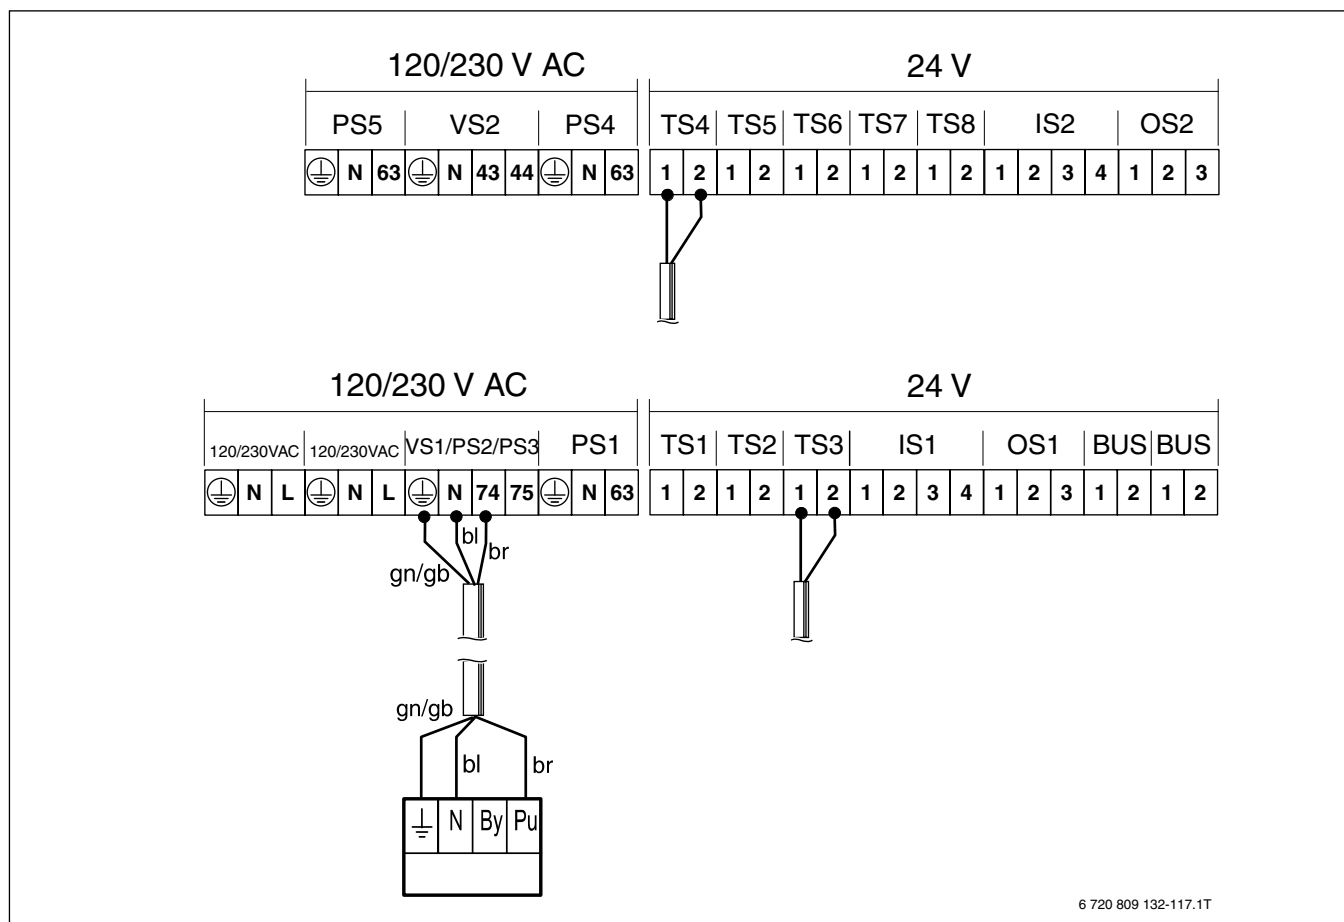 120/230 V AC 24 V
PS5 VS2 PS4 TS4 TS5 TS6 TS7 TS8 IS2 OS2
N 63 N 43 44 N 63 1 2 1 2 1 2 1 2 1 2 1 2 3 4 1 2 3
120/230 V AC 24 V
120/230VAC 120/230VAC VS1/PS2/PS3 PS1 TS1 TS2 TS3 IS1 OS1 BUS BUS
N L N L N 74 75 N 63 1 2 1 2 1 2 1 2 3 4 1 2 3 1 2 1 2
bl
br
gn/gb
gn/gb
bl br
N By Pu
6 720 809 132-117.1T